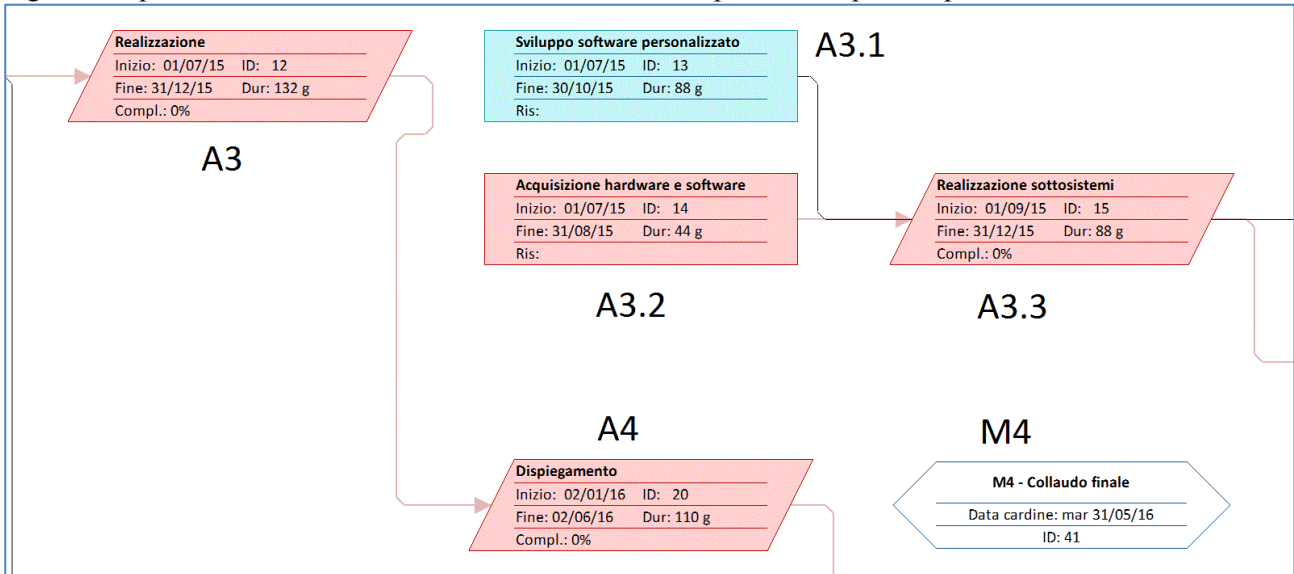 Realizzazione
Inizio: 01/07/15 ID: 12
Fine: 31/12/15 Dur: 132 g
Compl.: 0%
A3
Sviluppo software personalizzato
Inizio: 01/07/15 ID: 13
Fine: 30/10/15 Dur: 88 g
Ris:
A3.1
Acquisizione hardware e software
Inizio: 01/07/15 ID: 14
Fine: 31/08/15 Dur: 44 g
Ris:
A3.2
Realizzazione sottosistemi
Inizio: 01/09/15 ID: 15
Fine: 31/12/15 Dur: 88 g
Compl.: 0%
A3.3
A4
Dispiegamento
Inizio: 02/01/16 ID: 20
Fine: 02/06/16 Dur: 110 g
Compl.: 0%
M4
M4 - Collaudo finale
Data cardine: mar 31/05/16
ID: 41